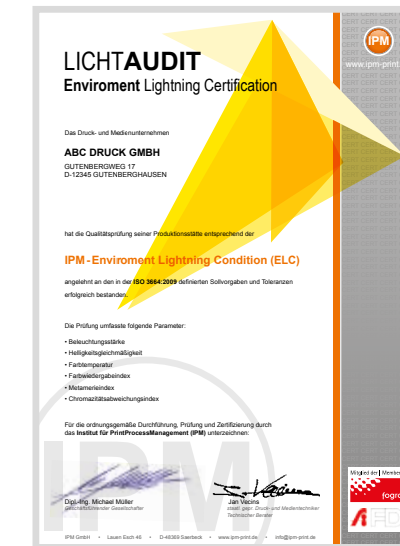 LICHTAUDIT
Enviroment Lightning Certification
IPM
www.ipm-print
Das Druck- und Medienunternehmen
ABC DRUCK GMBH
GUTENBERGWEG 17
D-12345 GUTENBERGHAUSEN
hat die Qualitätsprüfung seiner Produktionsstätte entsprechend der
IPM - Enviroment Lightning Condition (ELC)
angelehnt an den in der ISO 3664:2009 definierten Sollvorgaben und Toleranzen
erfolgreich bestanden.
Die Prüfung umfasste folgende Parameter:
• Beleuchtungsstärke
• Helligkeitsgleichmäßigkeit
• Farbtemperatur
• Farbwiedergabeindex
• Metamerieindex
• Chromazitätsabweichungsindex
Für die ordnungsgemäße Durchführung, Prüfung und Zertifizierung durch
das Institut für PrintProcessManagement (IPM) unterzeichnen:
Dipl.-Ing. Michael Müller
Geschäftsführender Gesellschafter
Jan Vecins
staatl. gepr. Druck- und Medientechniker
Technischer Berater
IPM GmbH • Lauen Esch 46 • D-48369 Saerbeck • www.ipm-print.de • info@ipm-print.de
Mitglied der | Member
fogra
IPM